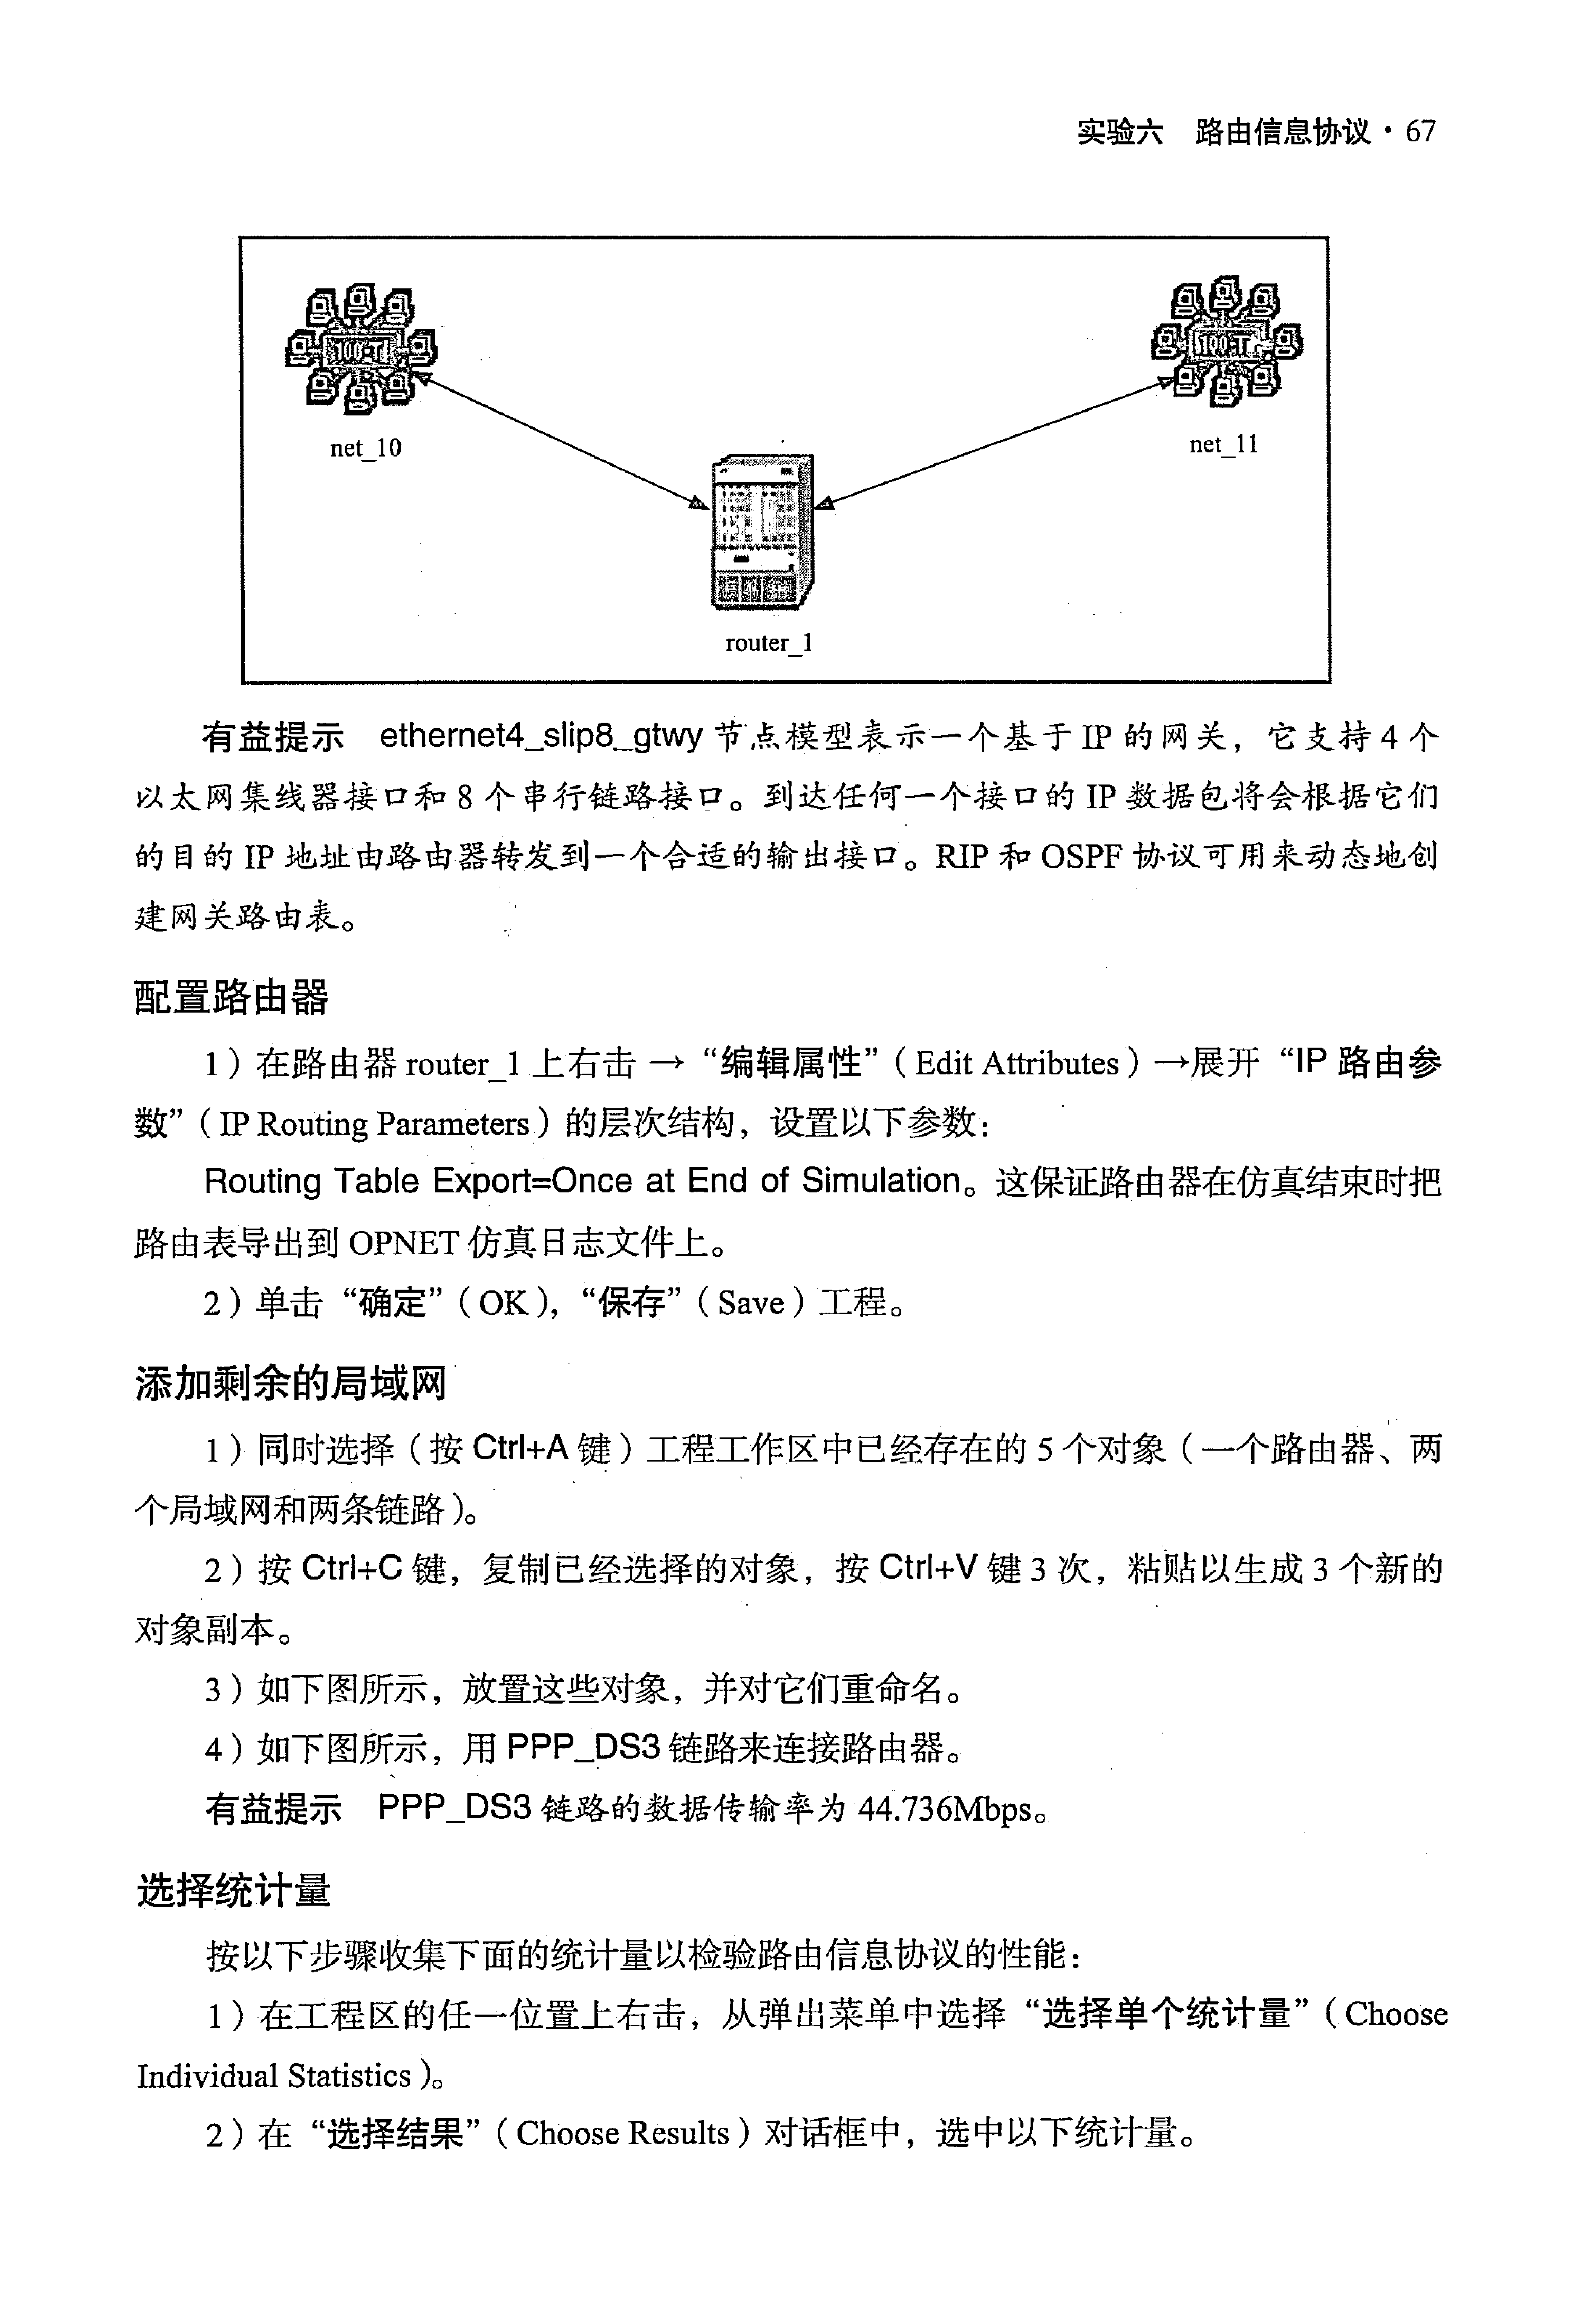 实验六　路由信息协议·67
100BT
100BT
net_10
net_11
router_1
有益提示　ethernet4_slip8_gtwy 节点模型表示一个基于 IP 的网关，它支持 4 个
以太网集线器接口和 8 个串行链路接口。到达任何一个接口的 IP 数据包将会根据它们
的目的 IP 地址由路由器转发到一个合适的输出接口。RIP 和 OSPF 协议可用来动态地创
建网关路由表。
配置路由器
1）在路由器 router_1 上右击 → “编辑属性”（Edit Attributes）→展开“IP 路由参
数”（IP Routing Parameters）的层次结构，设置以下参数：
Routing Table Export=Once at End of Simulation。这保证路由器在仿真结束时把
路由表导出到 OPNET 仿真日志文件上。
2）单击“确定”（OK），“保存”（Save）工程。
添加剩余的局域网
1）同时选择（按 Ctrl+A 键）工程工作区中已经存在的 5 个对象（一个路由器、两
个局域网和两条链路）。
2）按 Ctrl+C 键，复制已经选择的对象，按 Ctrl+V 键 3 次，粘贴以生成 3 个新的
对象副本。
3）如下图所示，放置这些对象，并对它们重命名。
4）如下图所示，用 PPP_DS3 链路来连接路由器。
有益提示　PPP_DS3 链路的数据传输率为 44.736Mbps。
选择统计量
按以下步骤收集下面的统计量以检验路由信息协议的性能：
1）在工程区的任一位置上右击，从弹出菜单中选择“选择单个统计量”（Choose
Individual Statistics）。
2）在“选择结果”（Choose Results）对话框中，选中以下统计量。